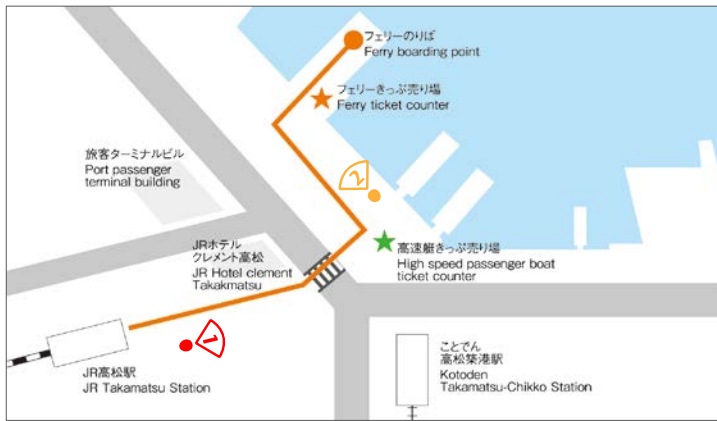 フェリーのりば
Ferry boarding point
フェリーきっぷ売り場
Ferry ticket counter
旅客ターミナルビル
Port passenger
terminal building
2
JRホテル
クレメント高松
JR Hotel clement
Takakmatsu
高速艇きっぷ売り場
High speed passenger boat
ticket counter
1
JR高松駅
JR Takamatsu Station
ことでん
高松築港駅
Kotoden
Takamatsu-Chikko Station